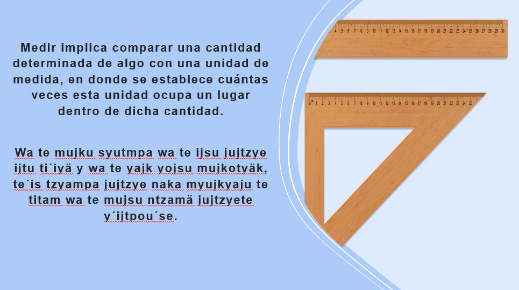 Medir implica comparar una cantidad
determinada de algo con una unidad de
medida, en donde se establece cuántas
veces esta unidad ocupa un lugar
dentro de dicha cantidad.
Wa te mujku syutmpa wa te ijsu jujtzye
ijtu ti´iyä y wa te yajk yojsu mujkotyäk,
te´is tzyampa jujtzye naka myujkyaju te
titam wa te mujsu ntzamä jujtzyete
y´ijtpou´se.